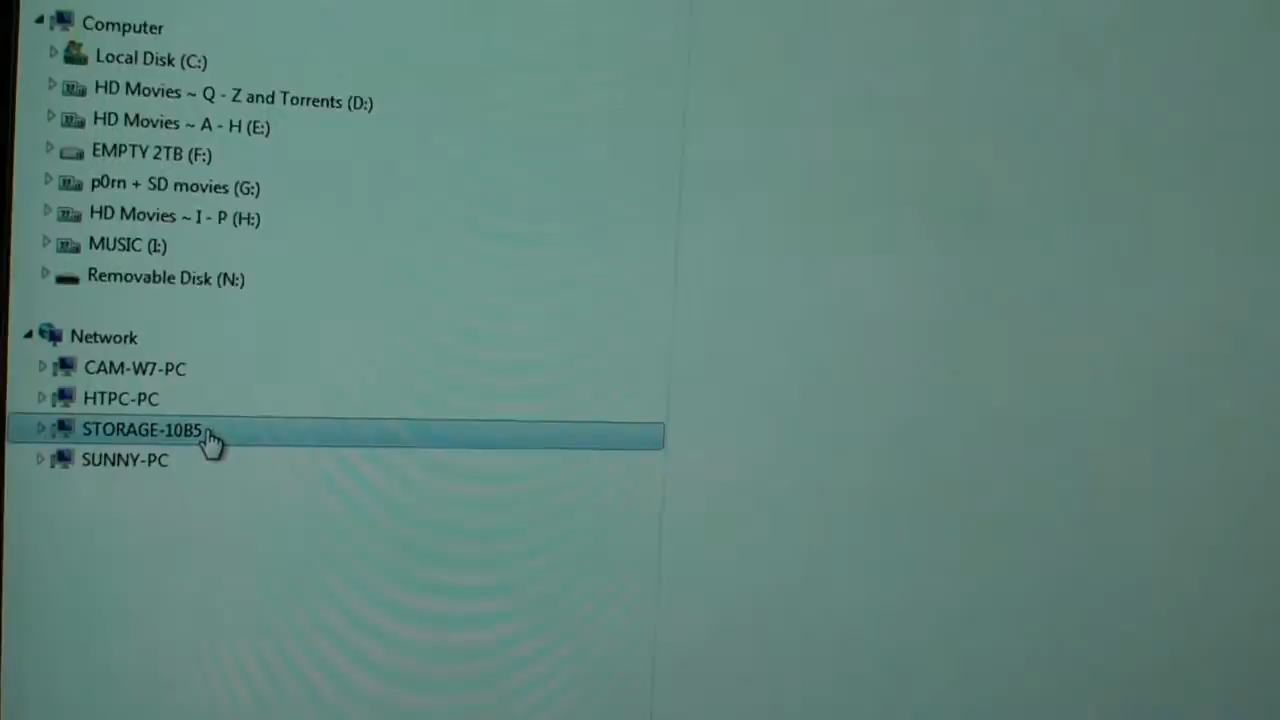 Computer
Local Disk (C:)
HD Movies ~ Q - Z and Torrents (D:)
HD Movies ~ A - H (E:)
EMPTY 2TB (F:)
p0rn + SD movies (G:)
HD Movies ~ I - P (H:)
MUSIC (I:)
Removable Disk (N:)
Network
CAM-W7-PC
HTPC-PC
STORAGE-10B5
SUNNY-PC